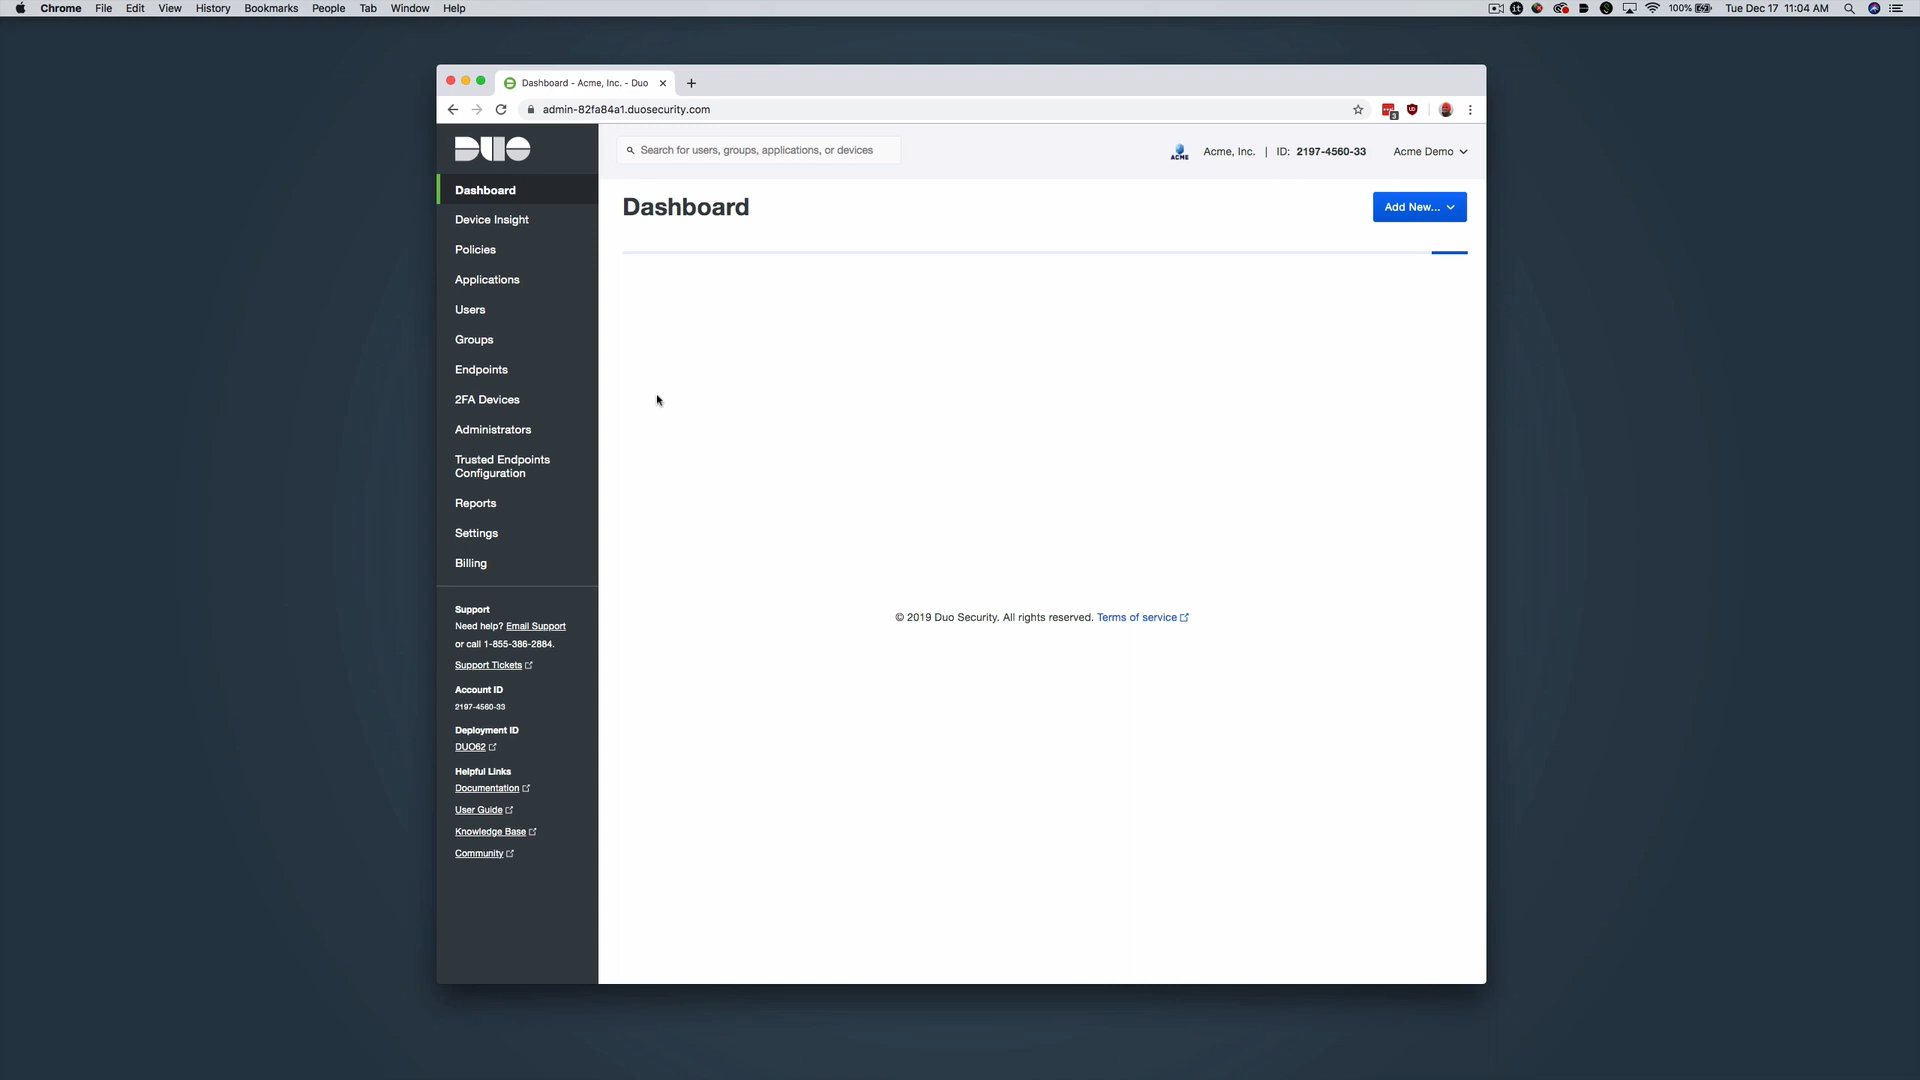 Chrome File Edit View History Bookmarks People Tab Window Help
100% Tue Dec 17 11:04 AM
Dashboard - Acme, Inc. - Duo
admin-82fa84a1.duosecurity.com
3
DUO
Search for users, groups, applications, or devices
ACME
Acme, Inc. | ID: 2197-4560-33
Acme Demo
Dashboard
Device Insight
Policies
Applications
Users
Groups
Endpoints
2FA Devices
Administrators
Trusted Endpoints
Configuration
Reports
Settings
Billing
Support
Need help? Email Support
or call 1-855-386-2884.
Support Tickets
Account ID
2197-4560-33
Deployment ID
DUO62
Helpful Links
Documentation
User Guide
Knowledge Base
Community
Dashboard
Add New...
© 2019 Duo Security. All rights reserved. Terms of service